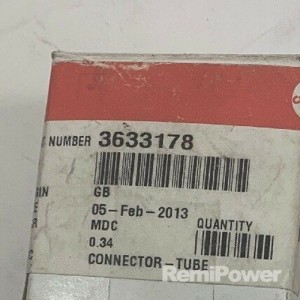 NUMBER 3633178
GB
05-Feb-2013
MDC QUANTITY
0.34
CONNECTOR-TUBE
RemiPower